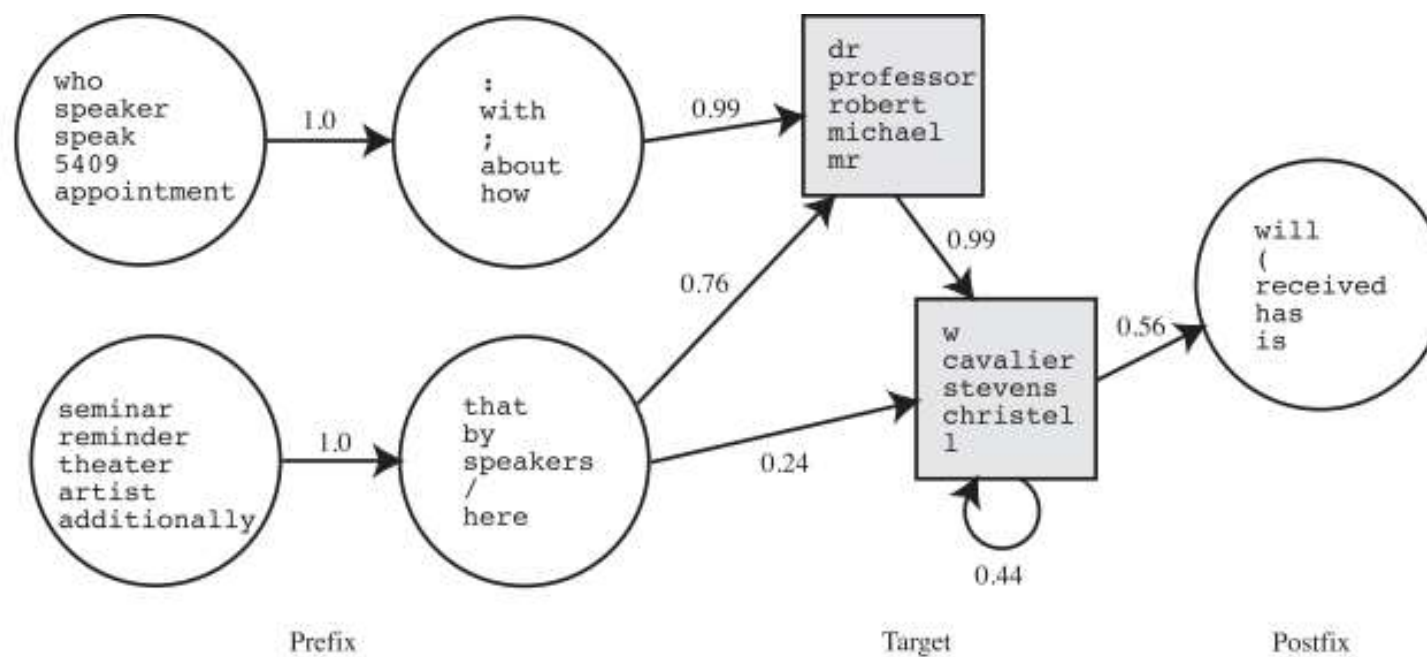 who
speaker
speak
5409
appointment
1.0
:
with
;
about
how
0.99
dr
professor
robert
michael
mr
0.76
0.99
seminar
reminder
theater
artist
additionally
1.0
that
by
speakers
/
here
0.24
w
cavalier
stevens
christel
l
0.44
0.56
will
(
received
has
is
Prefix
Target
Postfix